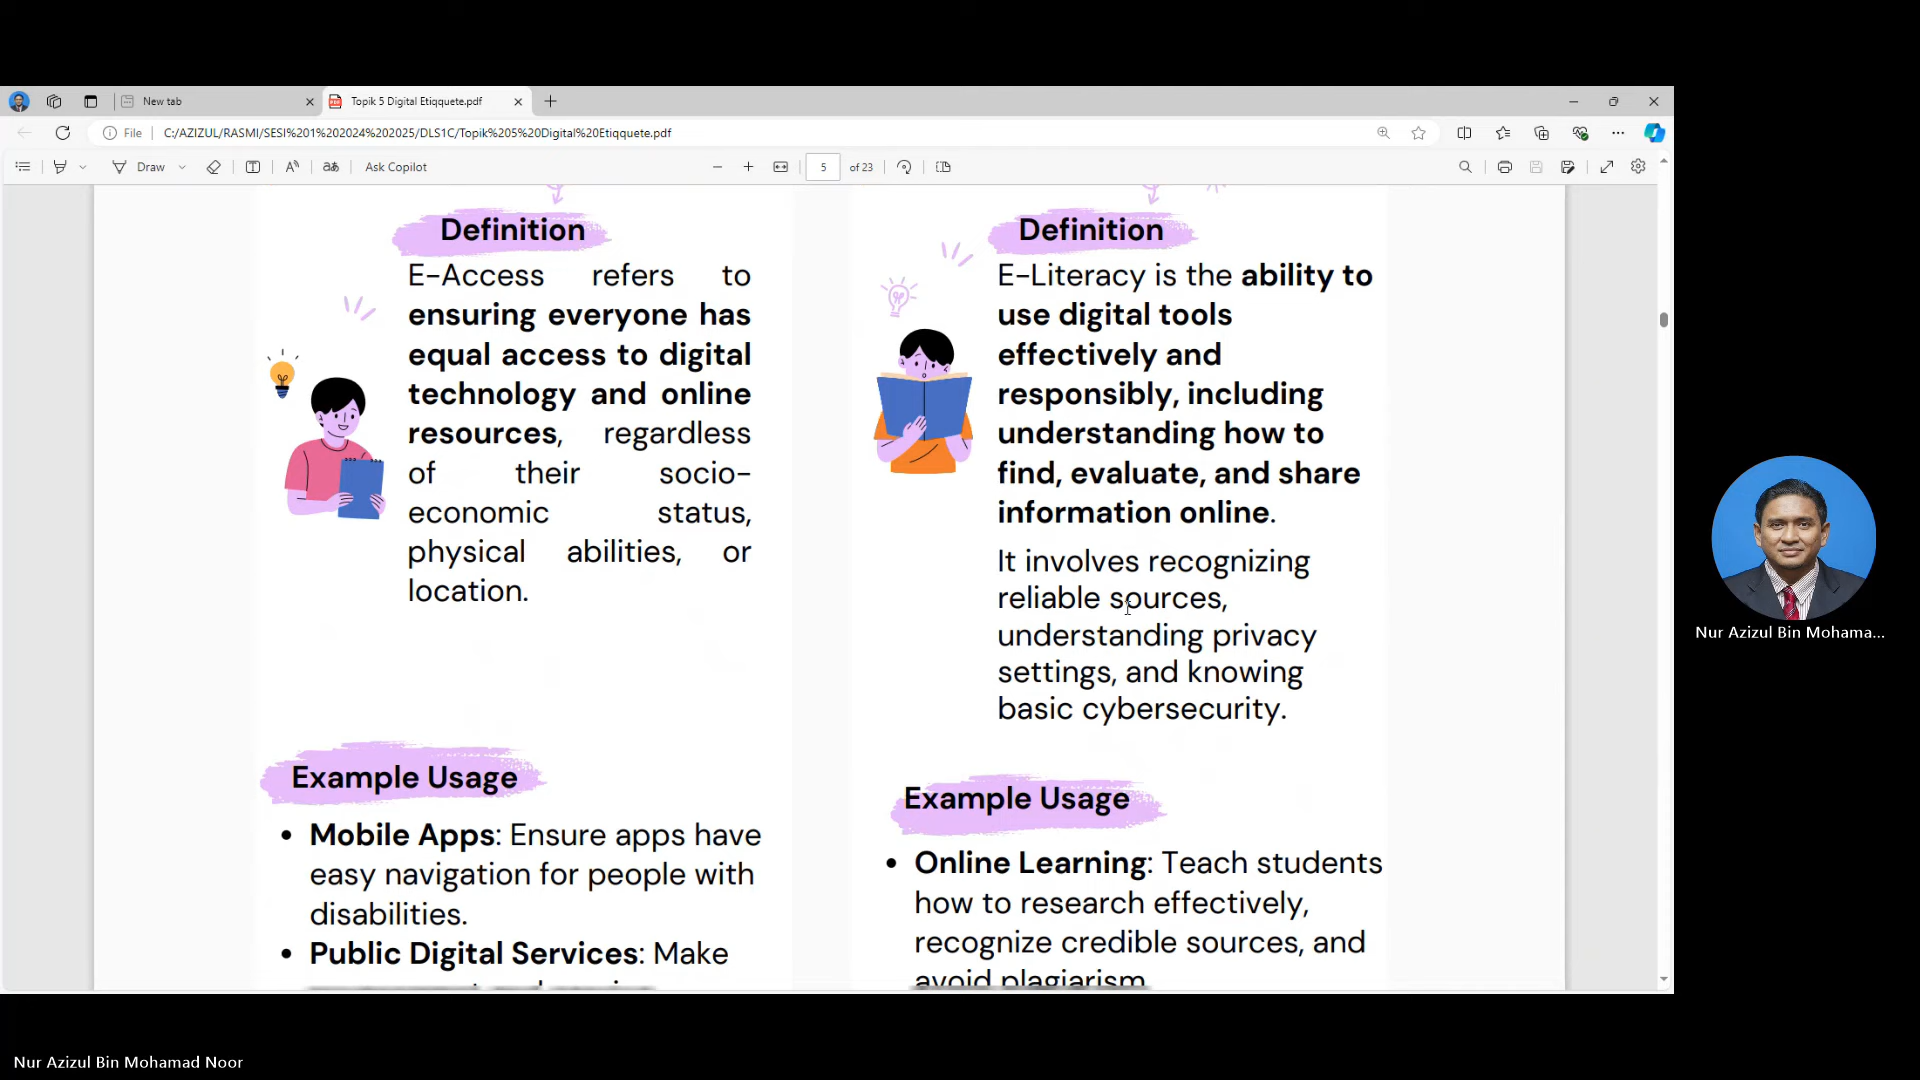 New tab
Topik 5 Digital Etiqquete.pdf
File
C:/AZIZUL/RASMI/SESI%201%202024%202025/DLS1C/Topik%205%20Digital%20Etiqquete.pdf
Draw
Ask Copilot
5 of 23
Definition
E-Access refers to
ensuring everyone has
equal access to digital
technology and online
resources, regardless
of their socio-
economic status,
physical abilities, or
location.
Example Usage
• Mobile Apps: Ensure apps have
easy navigation for people with
disabilities.
• Public Digital Services: Make
Definition
E-Literacy is the ability to
use digital tools
effectively and
responsibly, including
understanding how to
find, evaluate, and share
information online.
It involves recognizing
reliable sources,
understanding privacy
settings, and knowing
basic cybersecurity.
Example Usage
• Online Learning: Teach students
how to research effectively,
recognize credible sources, and
avoid plagiarism
Nur Azizul Bin Mohama...
Nur Azizul Bin Mohamad Noor